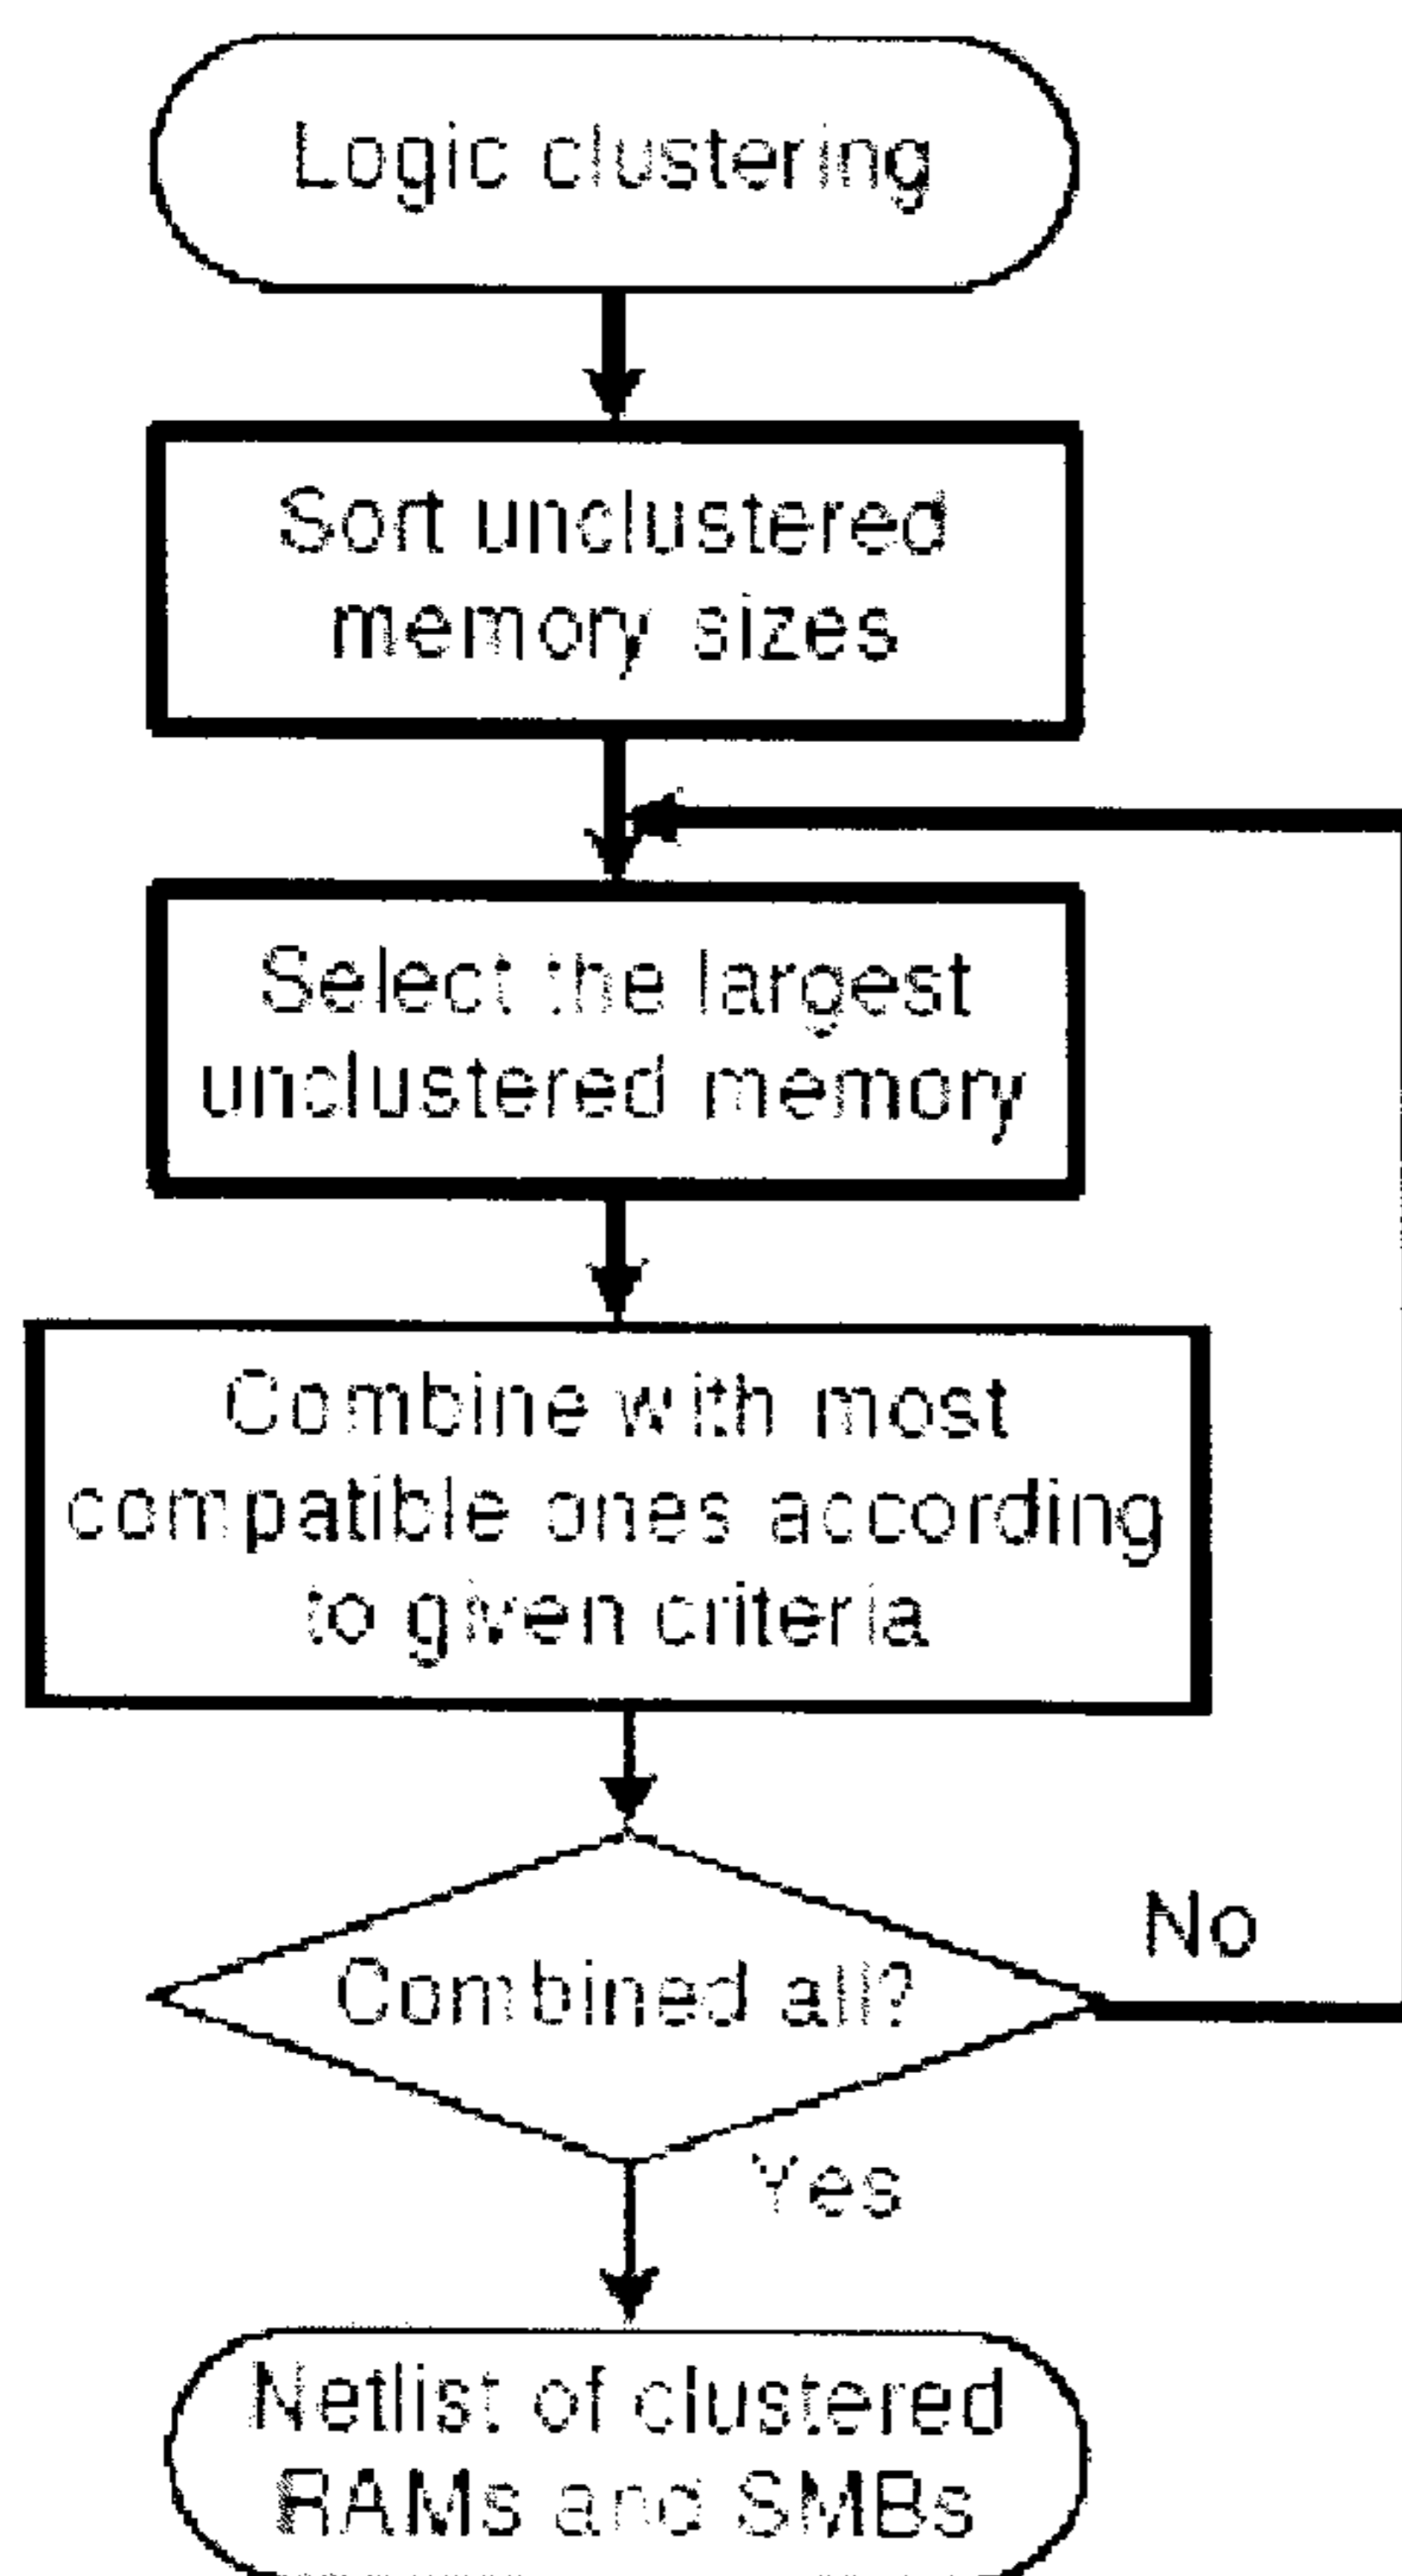 Logic clustering
Sort unclustered
memory sizes
Select the largest
unclustered memory
Combine with most
compatible ones according
to given criteria
Combined all?
No
Yes
Netlist of clustered
RAMs and SMBs